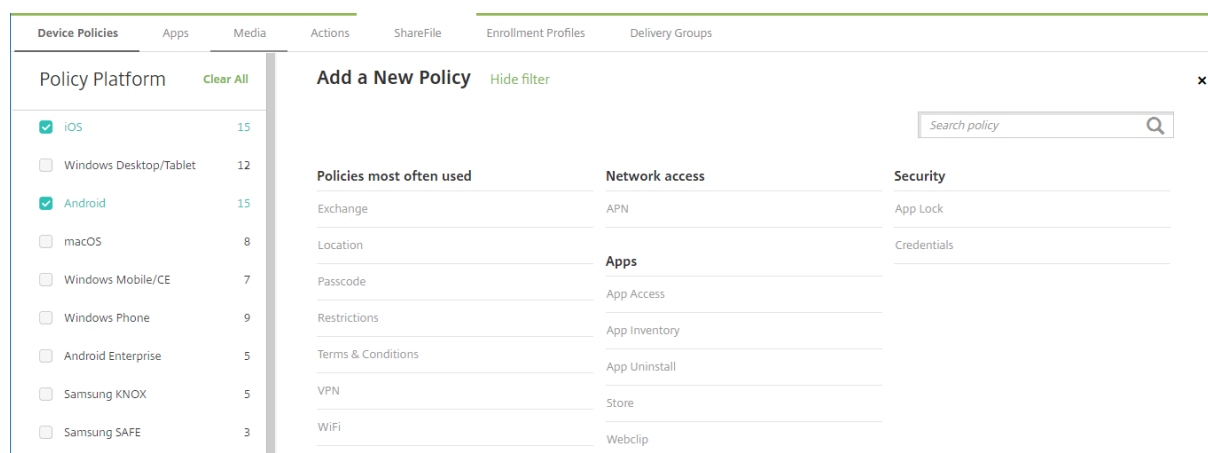 Device Policies Apps Media Actions ShareFile Enrollment Profiles Delivery Groups
Policy Platform Clear All
iOS 15
Windows Desktop/Tablet 12
Android 15
macOS 8
Windows Mobile/CE 7
Windows Phone 9
Android Enterprise 5
Samsung KNOX 5
Samsung SAFE 3
Add a New Policy Hide filter
Search policy
Policies most often used
Exchange
Location
Passcode
Restrictions
Terms & Conditions
VPN
WiFi
Network access
APN
Apps
App Access
App Inventory
App Uninstall
Store
Webclip
Security
App Lock
Credentials